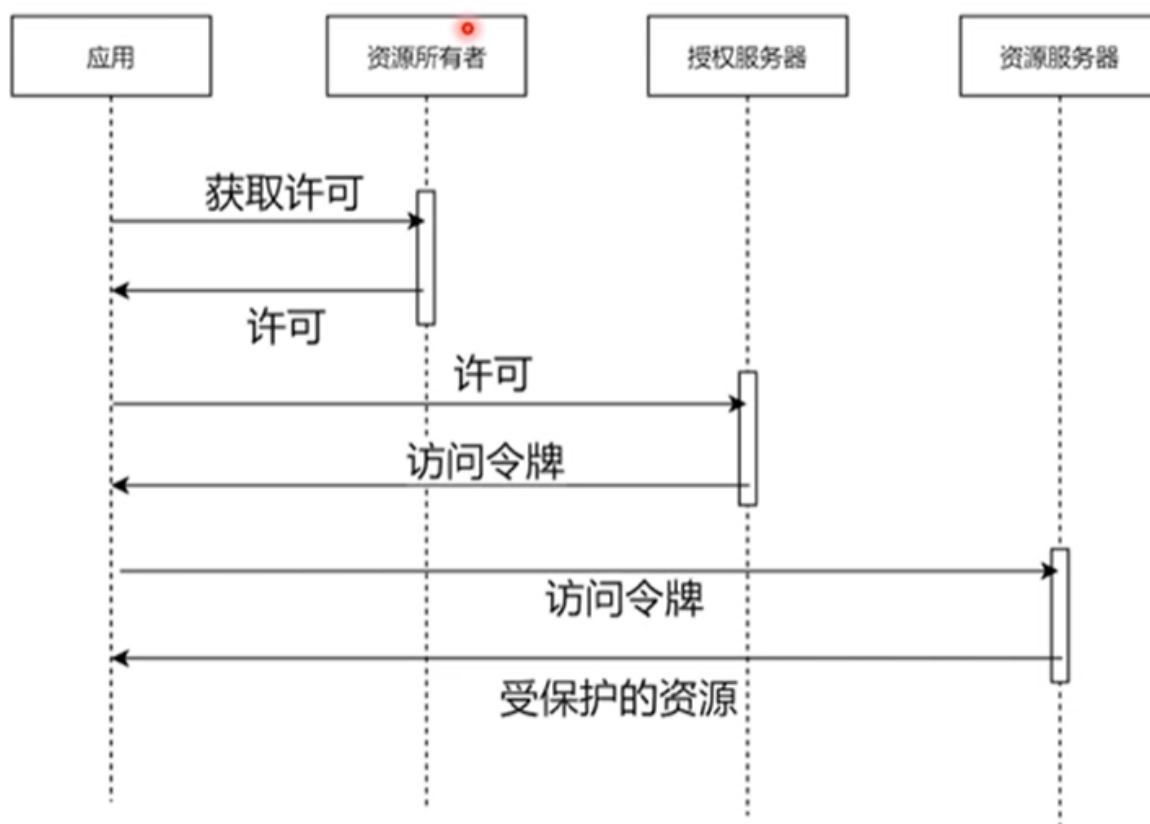 应用
资源所有者
授权服务器
资源服务器
获取许可
许可
许可
访问令牌
访问令牌
受保护的资源